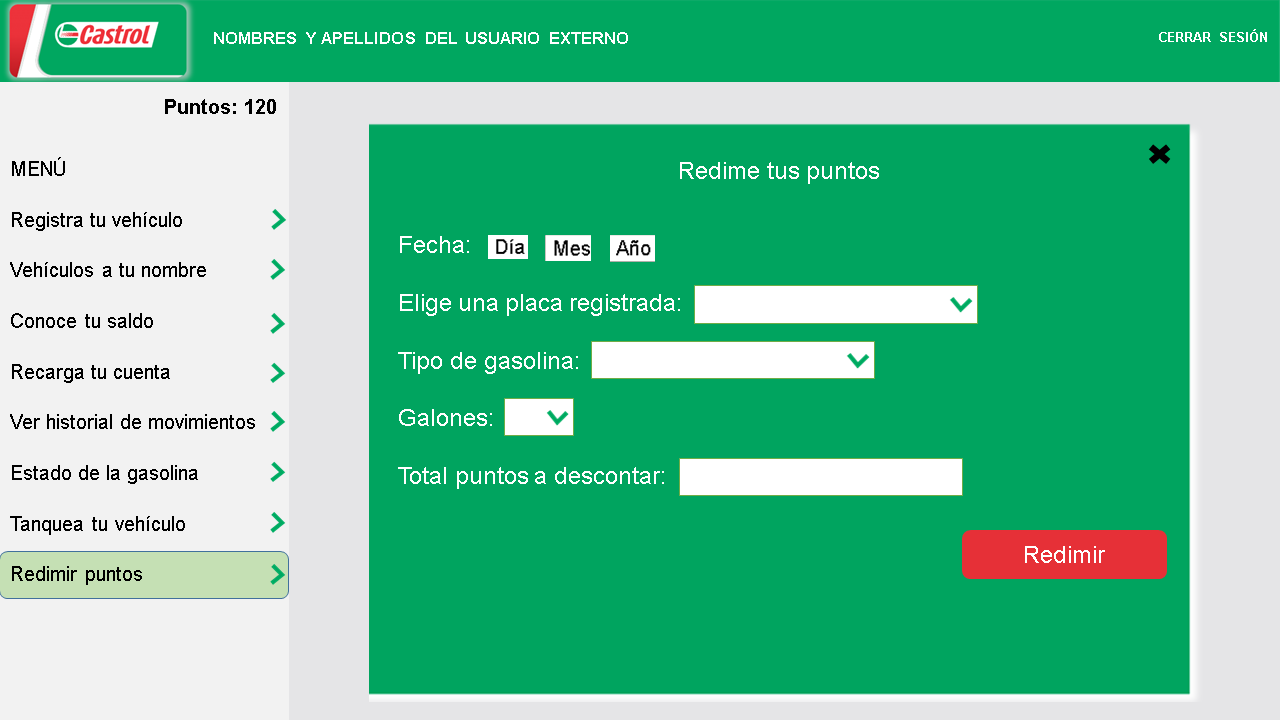 Castrol
NOMBRES Y APELLIDOS DEL USUARIO EXTERNO
CERRAR SESIÓN
Puntos: 120
MENÚ
Registra tu vehículo
Vehículos a tu nombre
Conoce tu saldo
Recarga tu cuenta
Ver historial de movimientos
Estado de la gasolina
Tanquea tu vehículo
Redimir puntos
Redime tus puntos
Fecha: Día Mes Año
Elige una placa registrada:
Tipo de gasolina:
Galones:
Total puntos a descontar:
Redimir